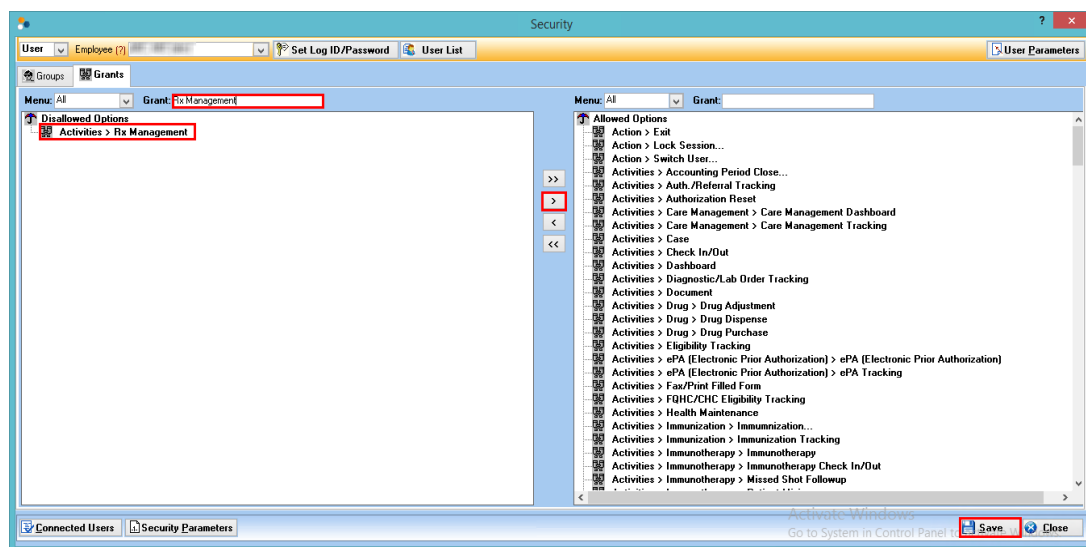 Security
? ×
User Employee (?) Set Log ID/Password User List User Parameters
Groups Grants
Menu: All Grant: Rx Management
Disallowed Options
Activities > Rx Management
>>
>
<
<<
Menu: All Grant:
Allowed Options
Action > Exit
Action > Lock Session...
Action > Switch User...
Activities > Accounting Period Close...
Activities > Auth./Referral Tracking
Activities > Authorization Reset
Activities > Care Management > Care Management Dashboard
Activities > Care Management > Care Management Tracking
Activities > Case
Activities > Check In/Out
Activities > Dashboard
Activities > Diagnostic/Lab Order Tracking
Activities > Document
Activities > Drug > Drug Adjustment
Activities > Drug > Drug Dispense
Activities > Drug > Drug Purchase
Activities > Eligibility Tracking
Activities > ePA (Electronic Prior Authorization) > ePA (Electronic Prior Authorization)
Activities > ePA (Electronic Prior Authorization) > ePA Tracking
Activities > Fax/Print Filled Form
Activities > FQHC/CHC Eligibility Tracking
Activities > Health Maintenance
Activities > Immunization > Immumnization...
Activities > Immunization > Immunization Tracking
Activities > Immunotherapy > Immunotherapy
Activities > Immunotherapy > Immunotherapy Check In/Out
Activities > Immunotherapy > Missed Shot Followup
Activate Windows
Go to System in Control Panel to
Connected Users Security Parameters Save Close